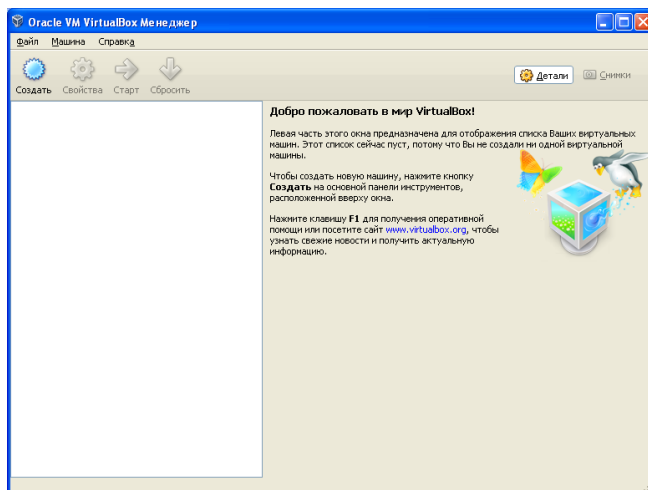 Oracle VM VirtualBox Менеджер
Файл Машина Справка
Создать Свойства Старт Сбросить
Детали Снимки
Добро пожаловать в мир VirtualBox!
Левая часть этого окна предназначена для отображения списка Ваших виртуальных
машин. Этот список сейчас пуст, потому что Вы не создали ни одной виртуальной
машины.
Чтобы создать новую машину, нажмите кнопку
Создать на основной панели инструментов,
расположенной вверху окна.
Нажмите клавишу F1 для получения оперативной
помощи или посетите сайт www.virtualbox.org, чтобы
узнать свежие новости и получить актуальную
информацию.